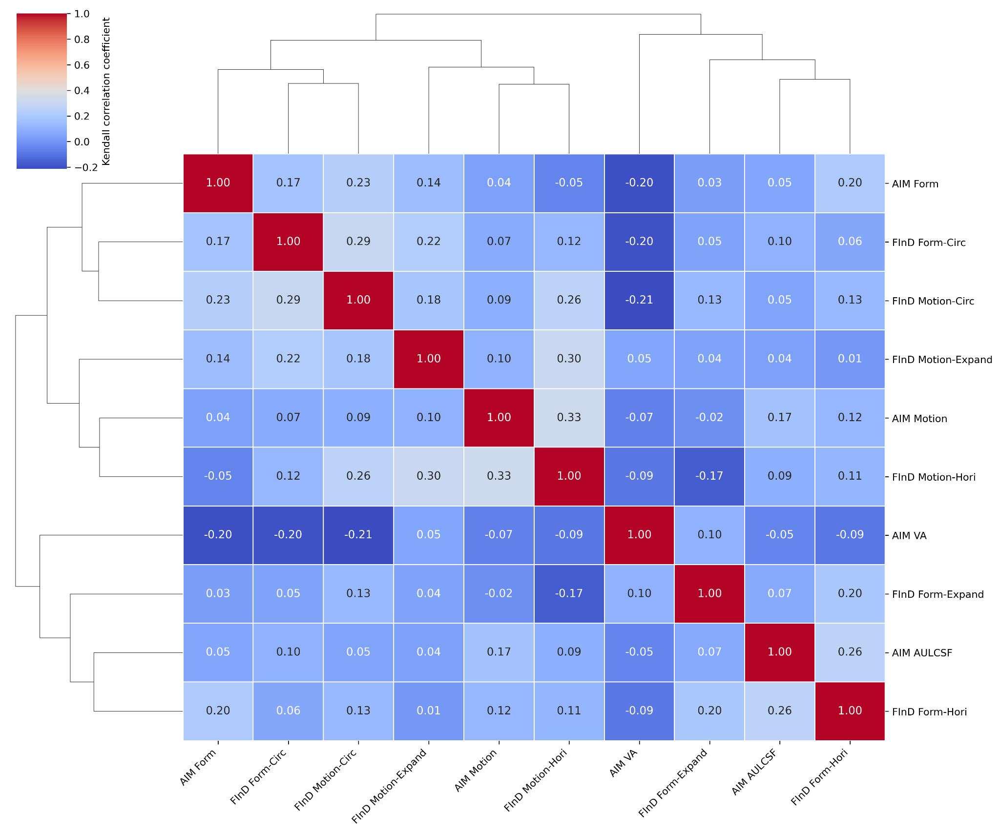 1.0
0.8
0.6
0.4
0.2
0.0
−0.2
Kendall correlation coefficient
1.00 0.17 0.23 0.14 0.04 -0.05 -0.20 0.03 0.05 0.20 AIM Form
0.17 1.00 0.29 0.22 0.07 0.12 -0.20 0.05 0.10 0.06 FInD Form-Circ
0.23 0.29 1.00 0.18 0.09 0.26 -0.21 0.13 0.05 0.13 FInD Motion-Circ
0.14 0.22 0.18 1.00 0.10 0.30 0.05 0.04 0.04 0.01 FInD Motion-Expand
0.04 0.07 0.09 0.10 1.00 0.33 -0.07 -0.02 0.17 0.12 AIM Motion
-0.05 0.12 0.26 0.30 0.33 1.00 -0.09 -0.17 0.09 0.11 FInD Motion-Hori
-0.20 -0.20 -0.21 0.05 -0.07 -0.09 1.00 0.10 -0.05 -0.09 AIM VA
0.03 0.05 0.13 0.04 -0.02 -0.17 0.10 1.00 0.07 0.20 FInD Form-Expand
0.05 0.10 0.05 0.04 0.17 0.09 -0.05 0.07 1.00 0.26 AIM AULCSF
0.20 0.06 0.13 0.01 0.12 0.11 -0.09 0.20 0.26 1.00 FInD Form-Hori
AIM Form
FInD Form-Circ
FInD Motion-Circ
FInD Motion-Expand
AIM Motion
FInD Motion-Hori
AIM VA
FInD Form-Expand
AIM AULCSF
FInD Form-Hori